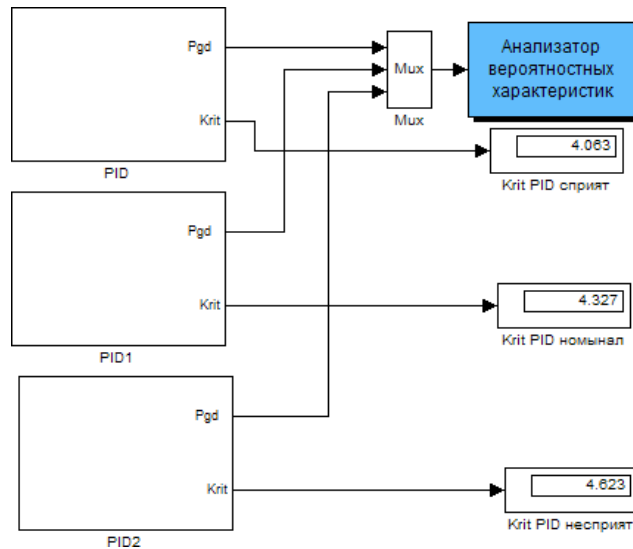 Pgd
Krit
PID
Mux
Mux
Анализатор
вероятностных
характеристик
4.063
Krit PID сприят
Pgd
Krit
PID1
4.327
Krit PID номынал
Pgd
Krit
PID2
4.623
Krit PID несприят